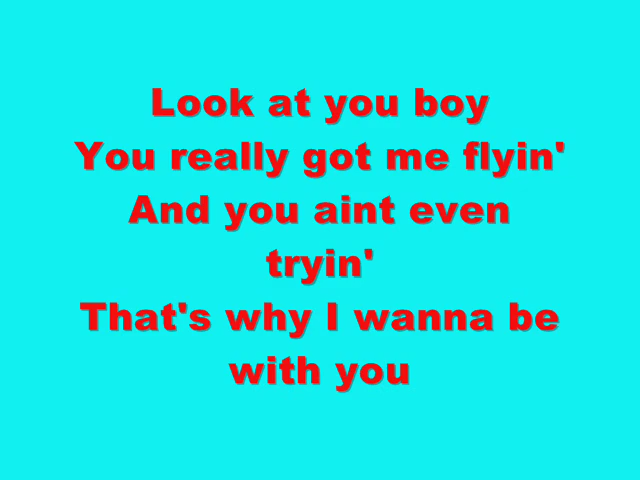 Look at you boy
You really got me flyin'
And you aint even
tryin'
That's why I wanna be
with you